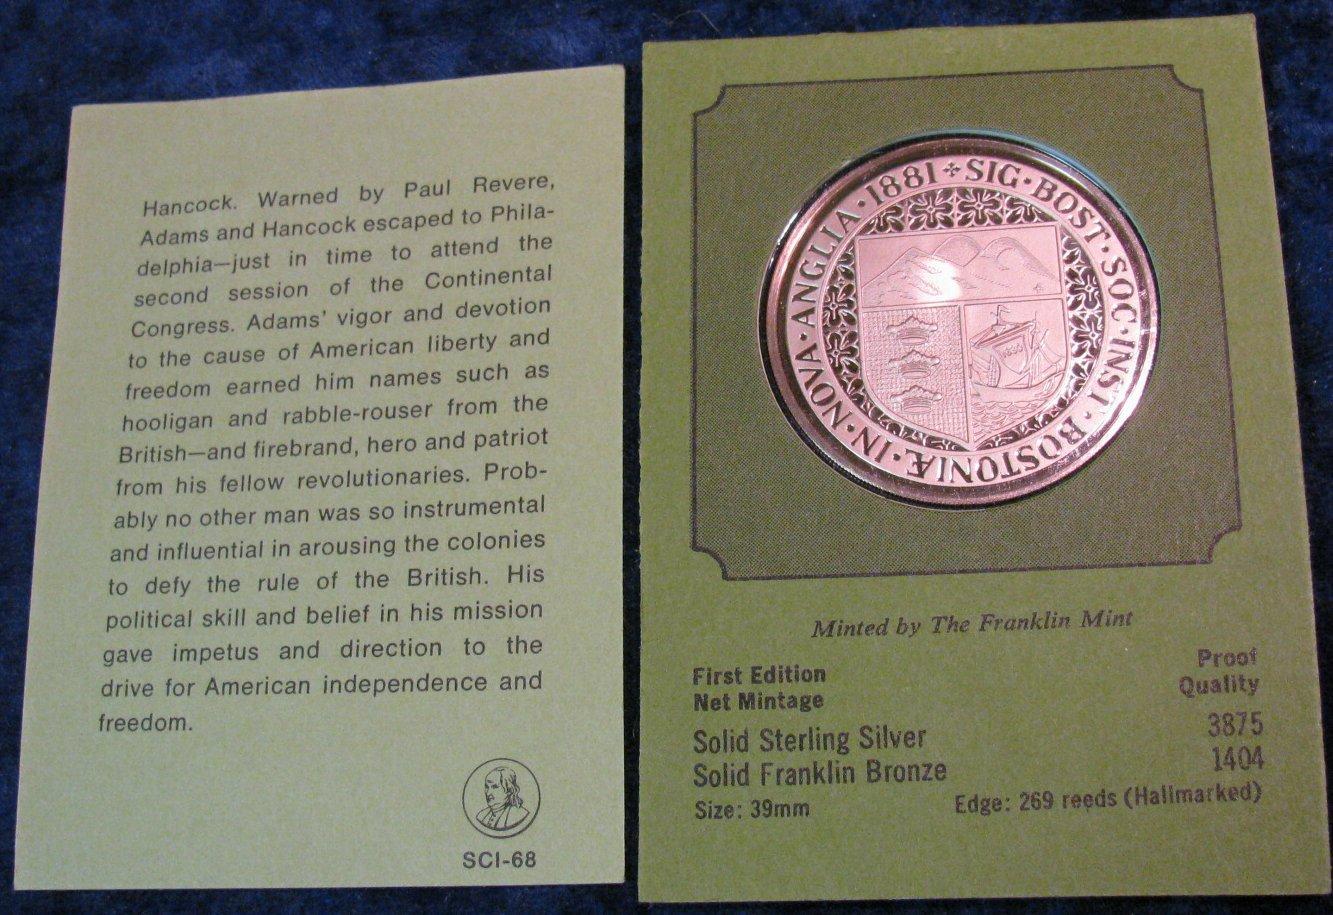 Hancock. Warned by Paul Revere,
Adams and Hancock escaped to Phila-
delphia—just in time to attend the
second session of the Continental
Congress. Adams' vigor and devotion
to the cause of American liberty and
freedom earned him names such as
hooligan and rabble-rouser from the
British—and firebrand, hero and patriot
from his fellow revolutionaries. Prob-
ably no other man was so instrumental
and influential in arousing the colonies
to defy the rule of the British. His
political skill and belief in his mission
gave impetus and direction to the
drive for American independence and
freedom.
SCI-68
SIG·BOST·SOC·INST·BOSTONIÆ·IN·NOVA·ANGLIA·1881
1630
Minted by The Franklin Mint
First Edition
Net Mintage
Proof
Quality
Solid Sterling Silver 3875
Solid Franklin Bronze 1404
Size: 39mm Edge: 269 reeds (Hallmarked)